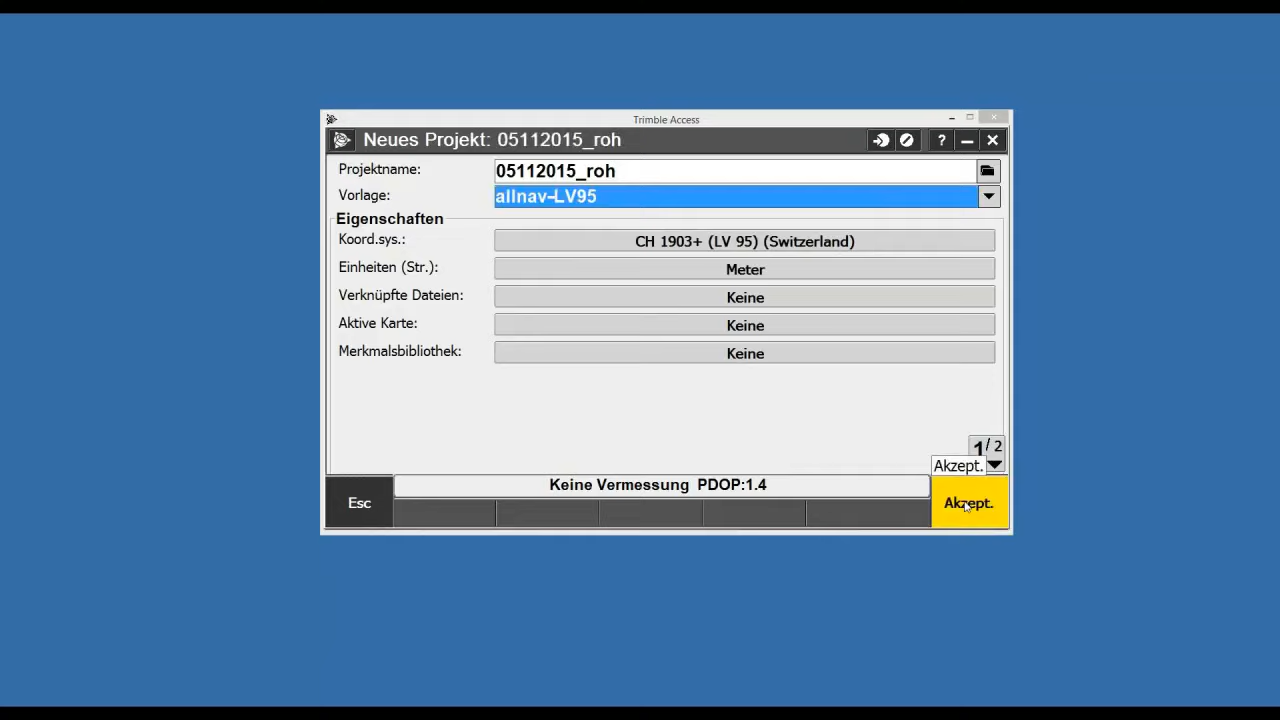 Trimble Access
Neues Projekt: 05112015_roh
?
Projektname: 05112015_roh
Vorlage: allnav-LV95
Eigenschaften
Koord.sys.: CH 1903+ (LV 95) (Switzerland)
Einheiten (Str.): Meter
Verknüpfte Dateien: Keine
Aktive Karte: Keine
Merkmalsbibliothek: Keine
1/2
Akzept.
Keine Vermessung PDOP:1.4
Esc
Akzept.